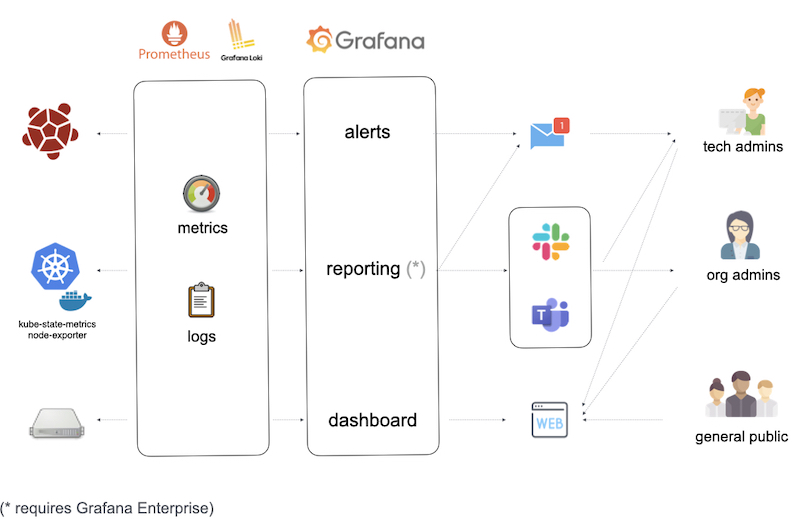 Prometheus
Grafana Loki
Grafana
alerts
1
tech admins
metrics
reporting (*)
org admins
kube-state-metrics
node-exporter
logs
T
dashboard
WEB
general public
(* requires Grafana Enterprise)